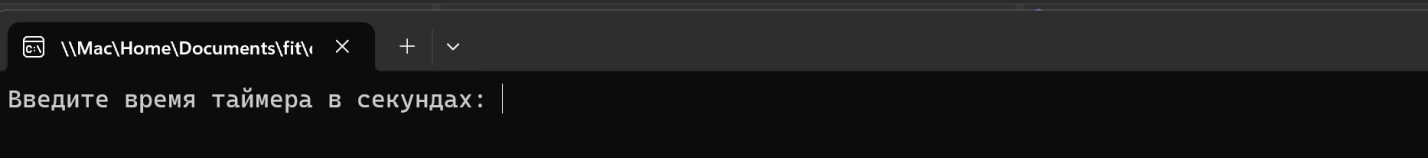 \\Mac\Home\Documents\fit\
Введите время таймера в секундах: